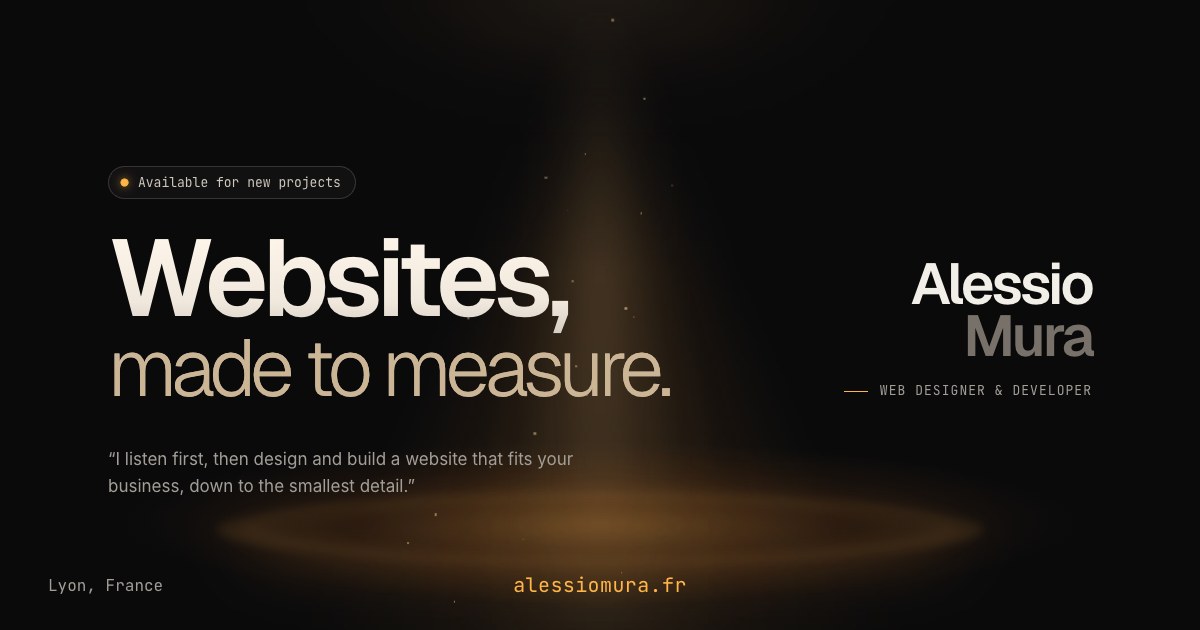 Available for new projects
Websites,
made to measure.
“I listen first, then design and build a website that fits your
business, down to the smallest detail.”
Alessio
Mura
WEB DESIGNER & DEVELOPER
Lyon, France
alessiomura.fr